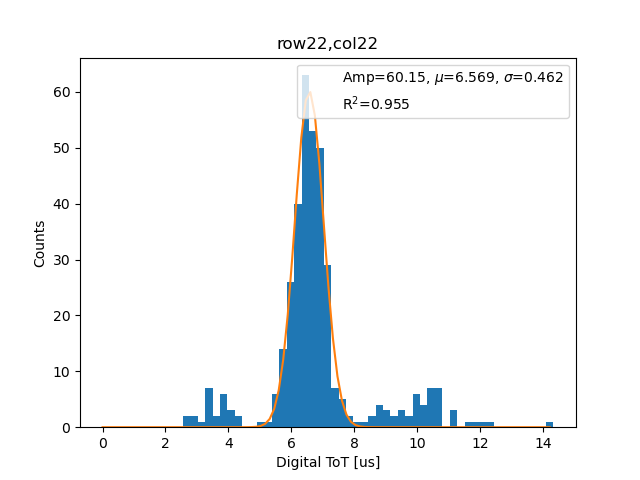 row22,col22
Amp=60.15, μ=6.569, σ=0.462
R²=0.955
60
50
40
30
20
10
0
Counts
0 2 4 6 8 10 12 14
Digital ToT [us]